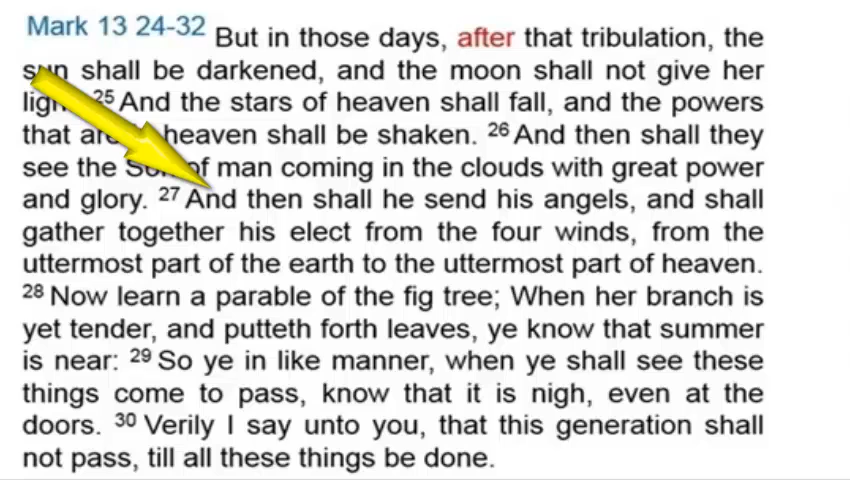 Mark 13 24-32 But in those days, after that tribulation, the
sun shall be darkened, and the moon shall not give her
ligh 25 And the stars of heaven shall fall, and the powers
that are heaven shall be shaken. 26 And then shall they
see the Son of man coming in the clouds with great power
and glory. 27 And then shall he send his angels, and shall
gather together his elect from the four winds, from the
uttermost part of the earth to the uttermost part of heaven.
28 Now learn a parable of the fig tree; When her branch is
yet tender, and putteth forth leaves, ye know that summer
is near: 29 So ye in like manner, when ye shall see these
things come to pass, know that it is nigh, even at the
doors. 30 Verily I say unto you, that this generation shall
not pass, till all these things be done.